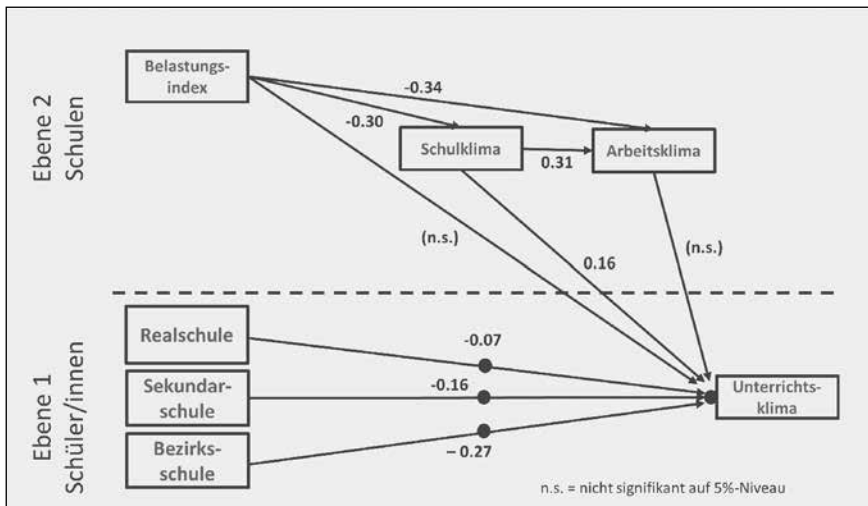 Ebene 2
Schulen
Belastungs-
index
-0.34
-0.30
Schulklima
0.31
Arbeitsklima
(n.s.)
0.16
(n.s.)
Ebene 1
Schüler/innen
Realschule
-0.07
Sekundar-
schule
-0.16
Unterrichts-
klima
Bezirks-
schule
– 0.27
n.s. = nicht signifikant auf 5%-Niveau